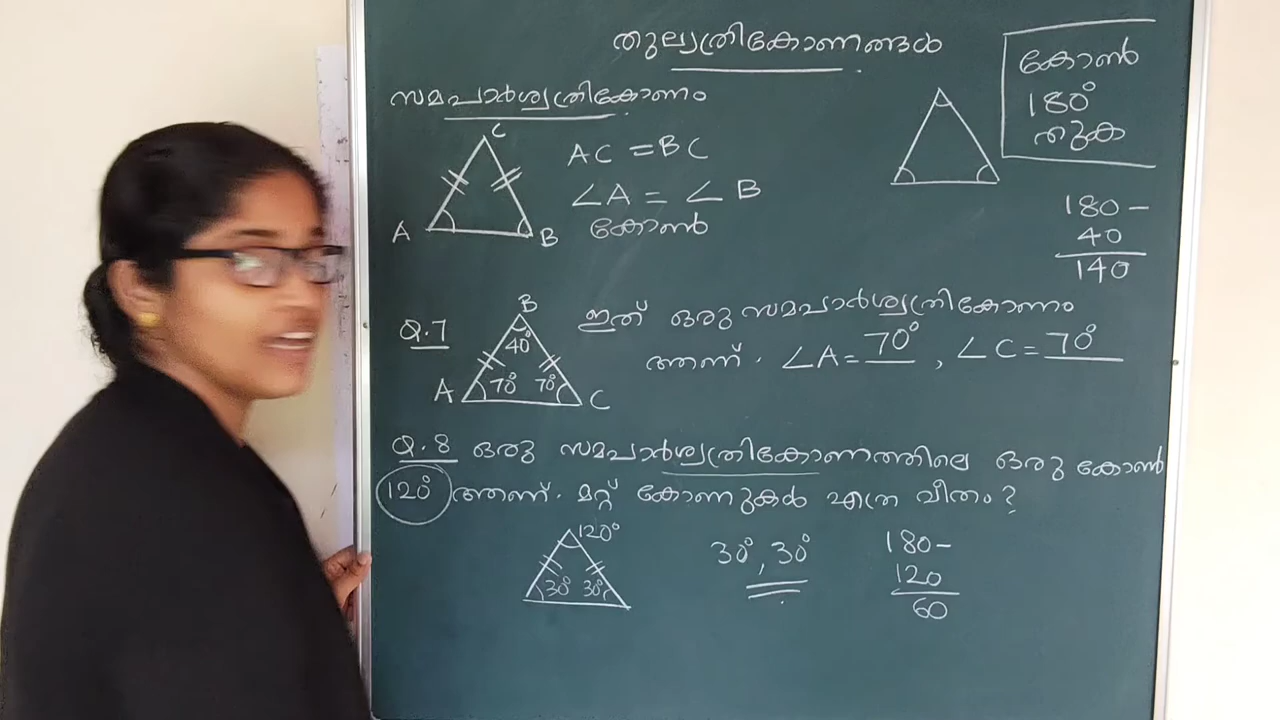 തുല്യത്രികോണങ്ങൾ
സമപാർശ്വത്രികോണം
കോൺ
180°
തുക
C
A
B
AC = BC
∠A = ∠B
കോൺ
180 –
40
140
Q.7
B
40°
A
70°
70°
C
ഇത് ഒരു സമപാർശ്വത്രികോണം
ആണ്. ∠A = 70°, ∠C = 70°
Q.8 ഒരു സമപാർശ്വത്രികോണത്തിലെ ഒരു കോൺ
120° ആണ്. മറ്റ് കോണുകൾ എത്ര വീതം?
120°
30°
30°
30°, 30°
180 –
120
60